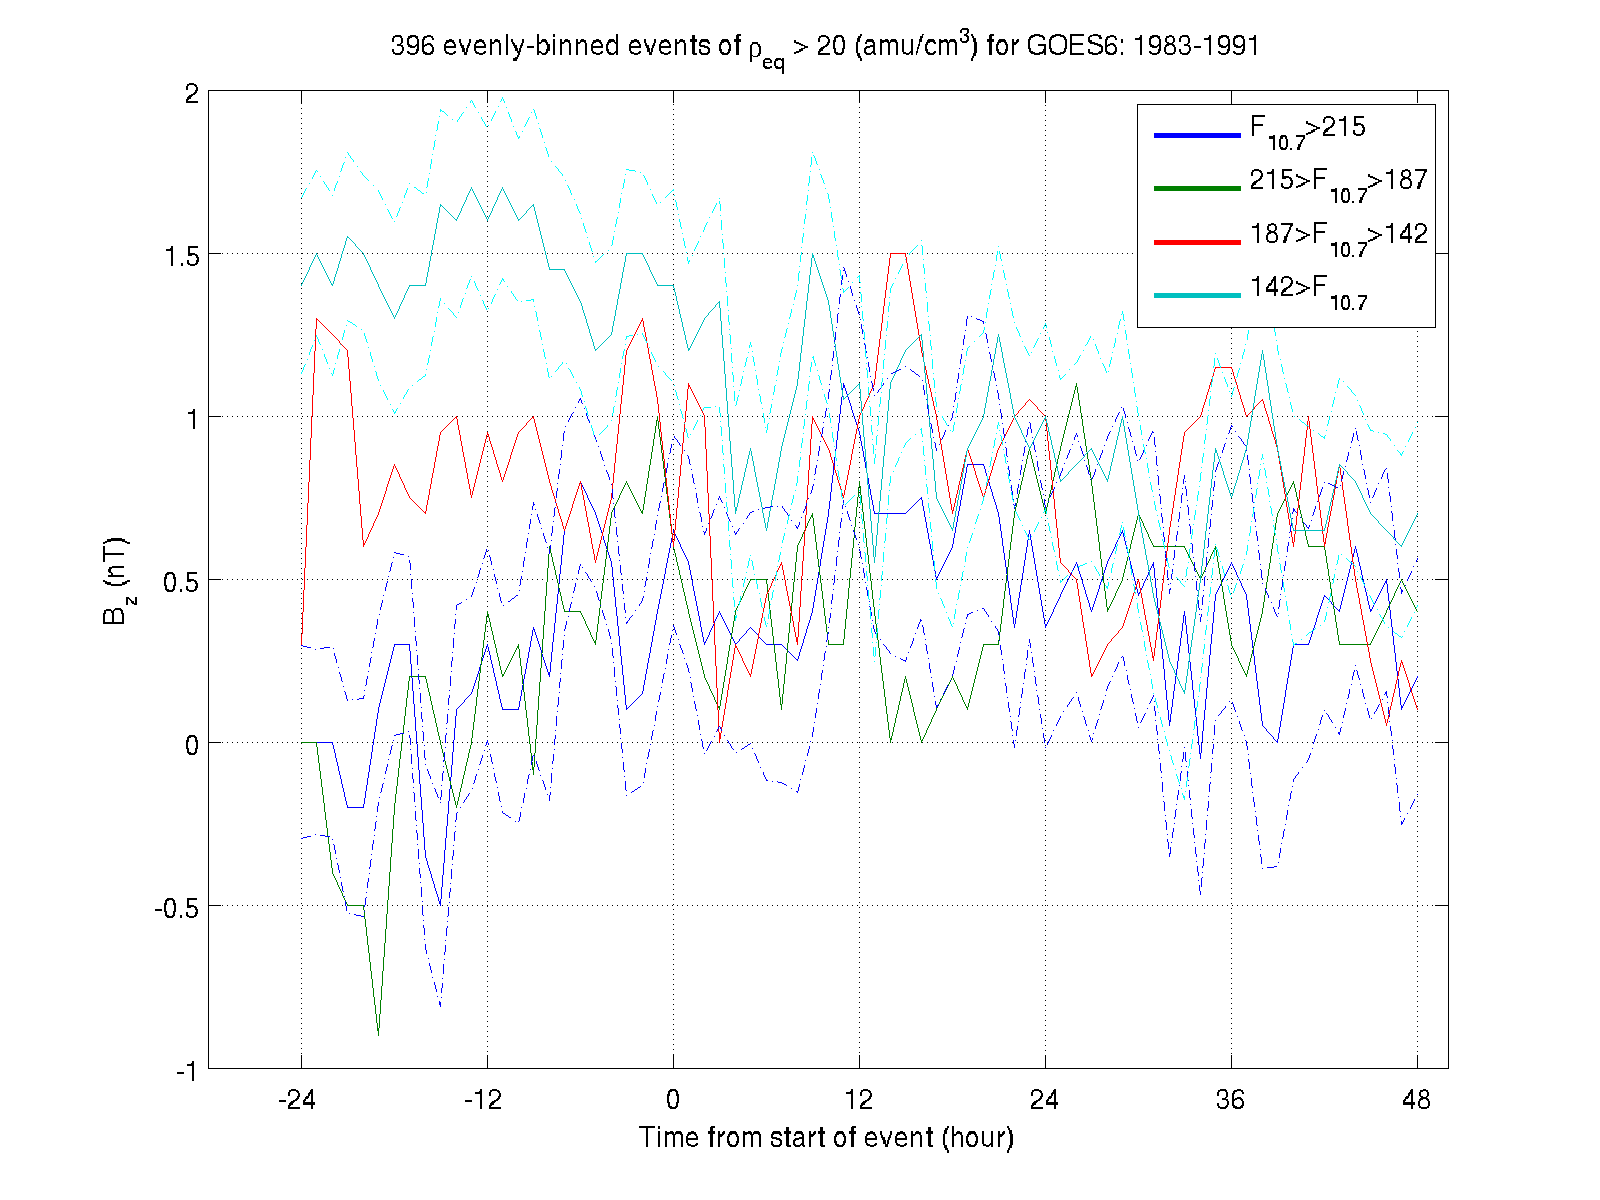 396 evenly-binned events of ρeq > 20 (amu/cm3) for GOES6: 1983-1991
2
1.5
1
0.5
0
-0.5
-1
Bz (nT)
F10.7>215
215>F10.7>187
187>F10.7>142
142>F10.7
-24 -12 0 12 24 36 48
Time from start of event (hour)